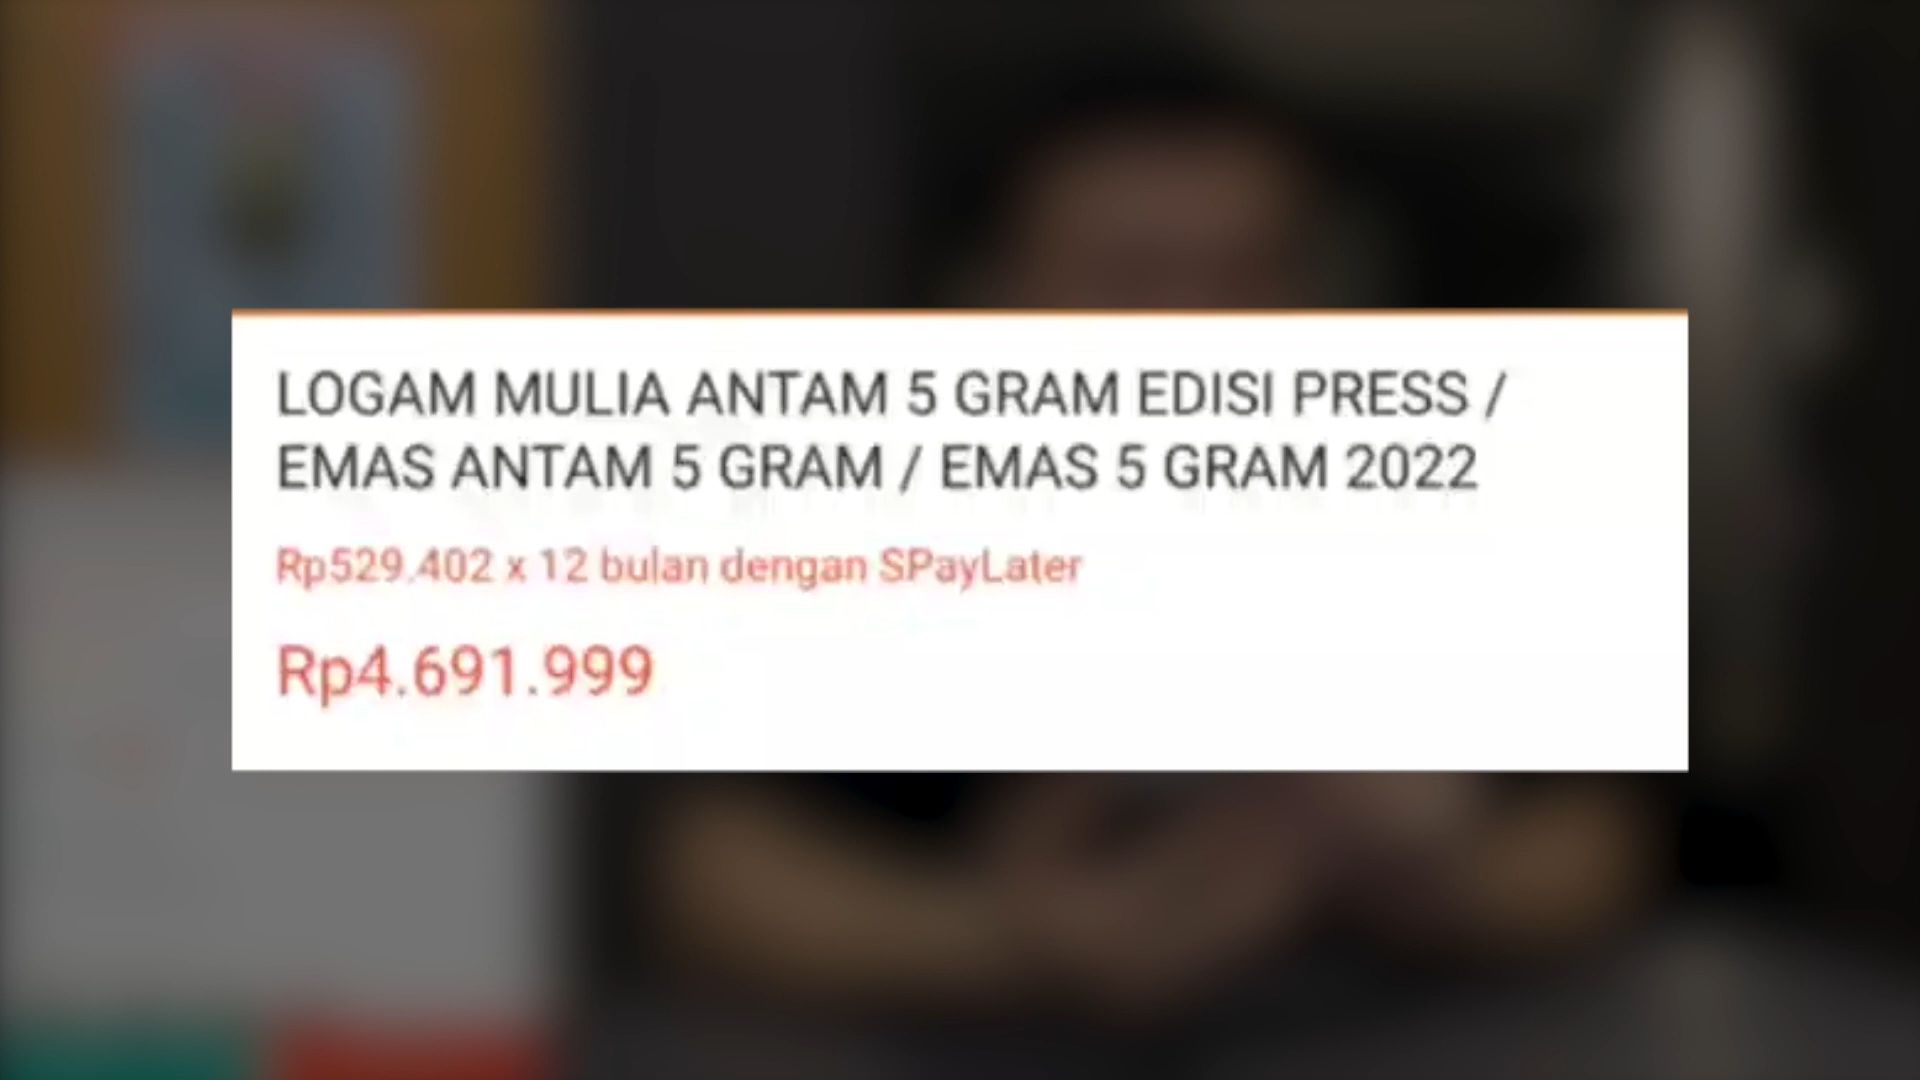 LOGAM MULIA ANTAM 5 GRAM EDISI PRESS /
EMAS ANTAM 5 GRAM / EMAS 5 GRAM 2022
Rp529.402 x 12 bulan dengan SPayLater
Rp4.691.999